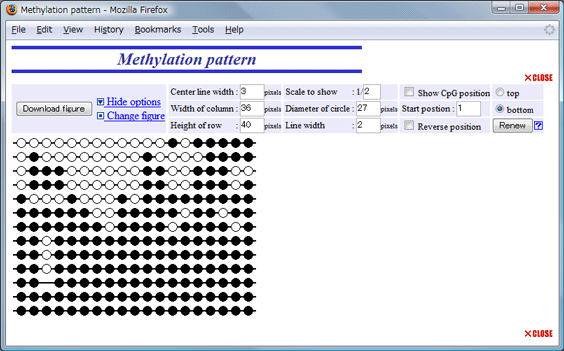 Methylation pattern - Mozilla Firefox
File Edit View History Bookmarks Tools Help
Methylation pattern
CLOSE
Download figure
Hide options
Change figure
Center line width : 3 pixels Scale to show : 1/ 2
Width of column : 36 pixels Diameter of circle : 27 pixels
Height of row : 40 pixels Line width : 2 pixels
Show CpG position top
Start postion : 1 bottom
Reverse position Renew ?
CLOSE